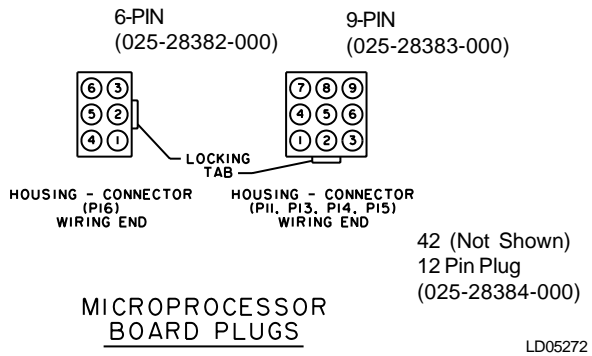 6-PIN
(025-28382-000)
9-PIN
(025-28383-000)
6 3
5 2
4 1
7 8 9
4 5 6
1 2 3
LOCKING
TAB
HOUSING - CONNECTOR
(P16)
WIRING END
HOUSING - CONNECTOR
(P11, P13, P14, P15)
WIRING END
42 (Not Shown)
12 Pin Plug
(025-28384-000)
MICROPROCESSOR
BOARD PLUGS
LD05272